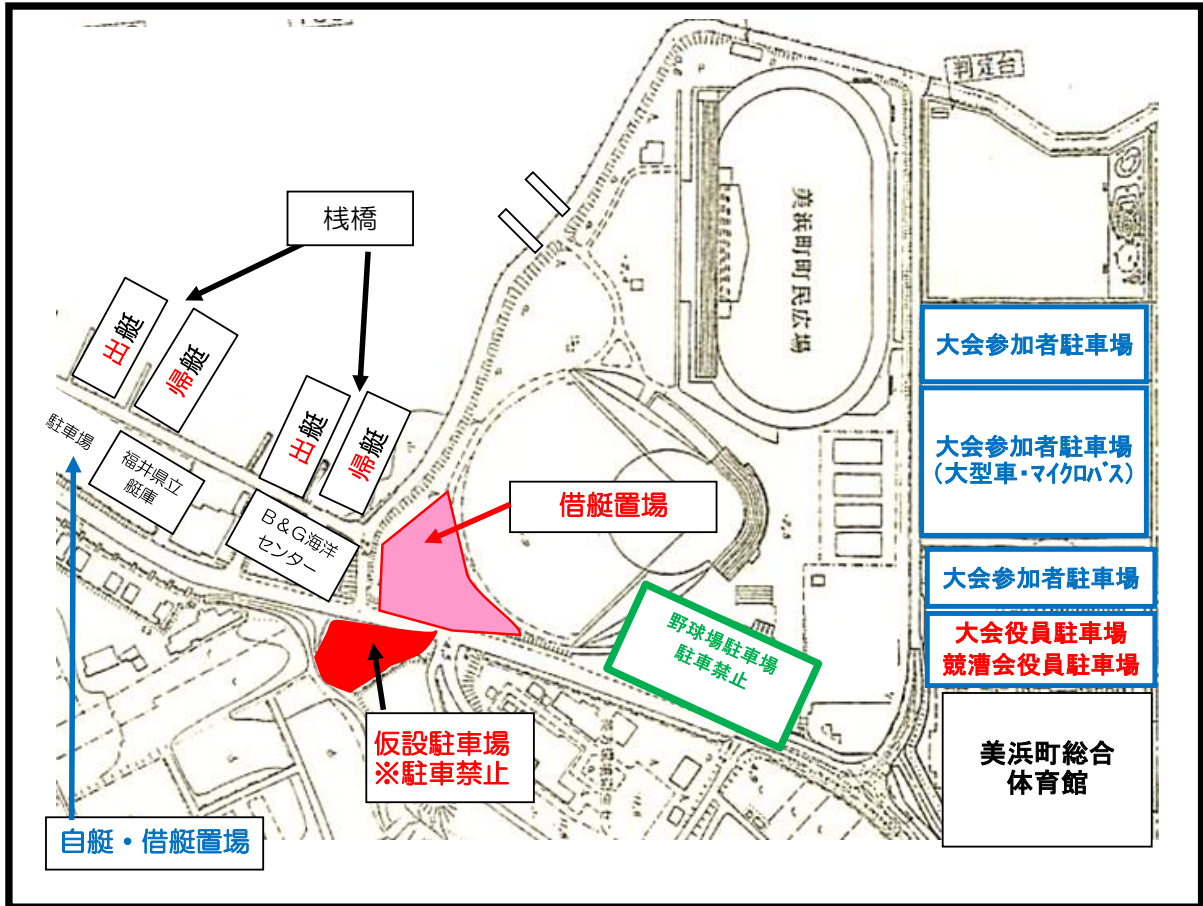 判定台
桟橋
美浜町町民広場
出艇
帰艇
出艇
帰艇
大会参加者駐車場
大会参加者駐車場
(大型車・マイクロバス)
駐車場
福井県立
艇庫
B&G海洋
センター
借艇置場
大会参加者駐車場
野球場駐車場
駐車禁止
大会役員駐車場
競漕会役員駐車場
仮設駐車場
※駐車禁止
美浜町総合
体育館
自艇・借艇置場